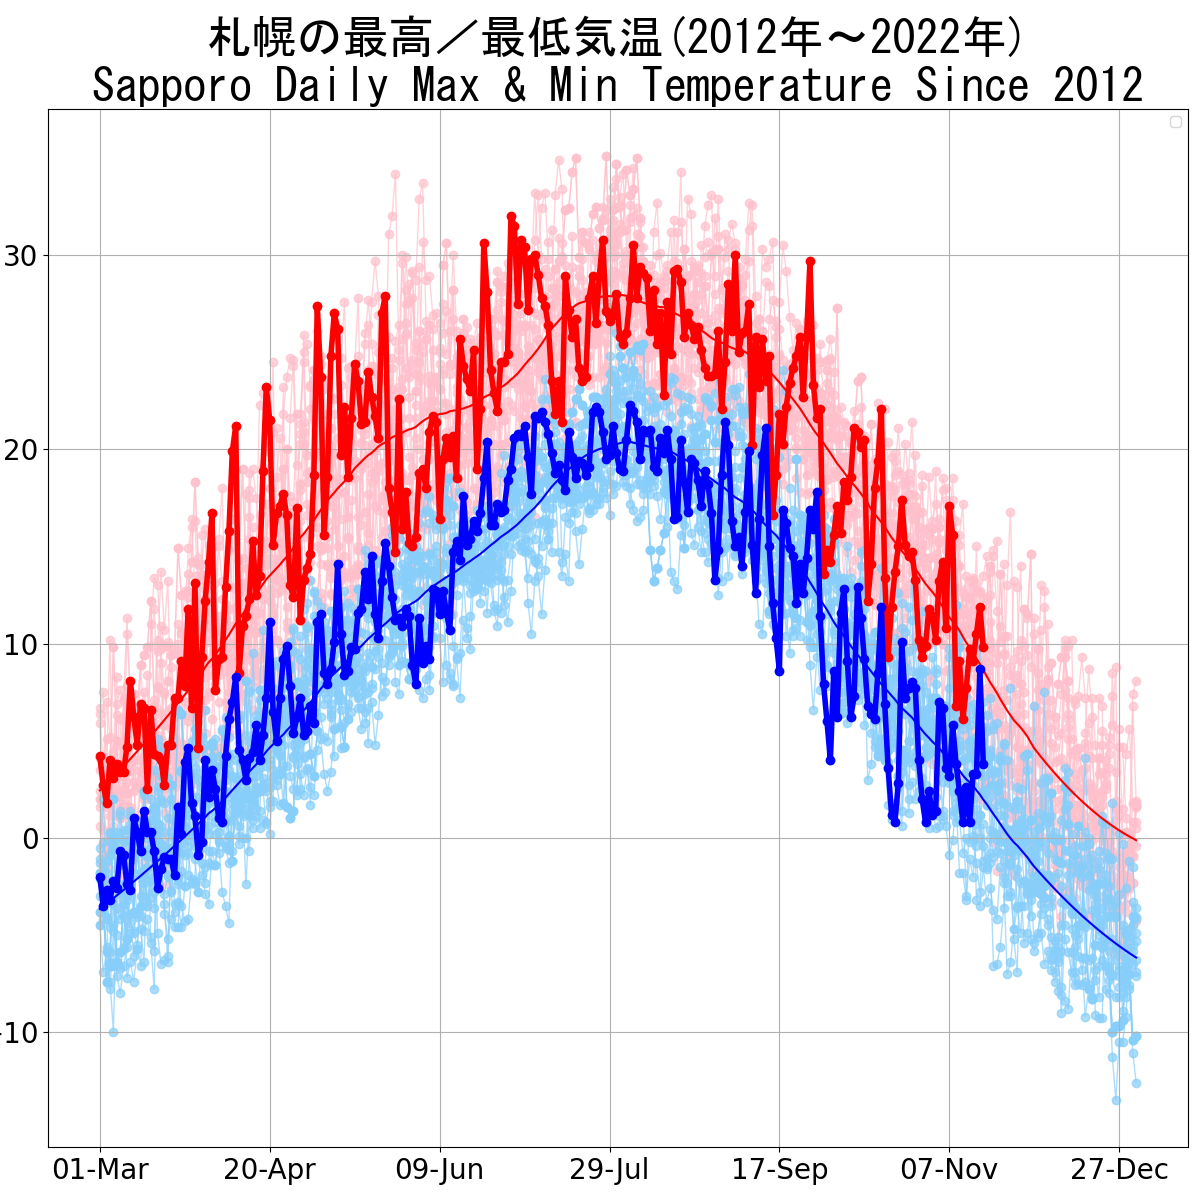 札幌の最高／最低気温(2012年～2022年)
Sapporo Daily Max & Min Temperature Since 2012
30
20
10
0
10
01-Mar 20-Apr 09-Jun 29-Jul 17-Sep 07-Nov 27-Dec